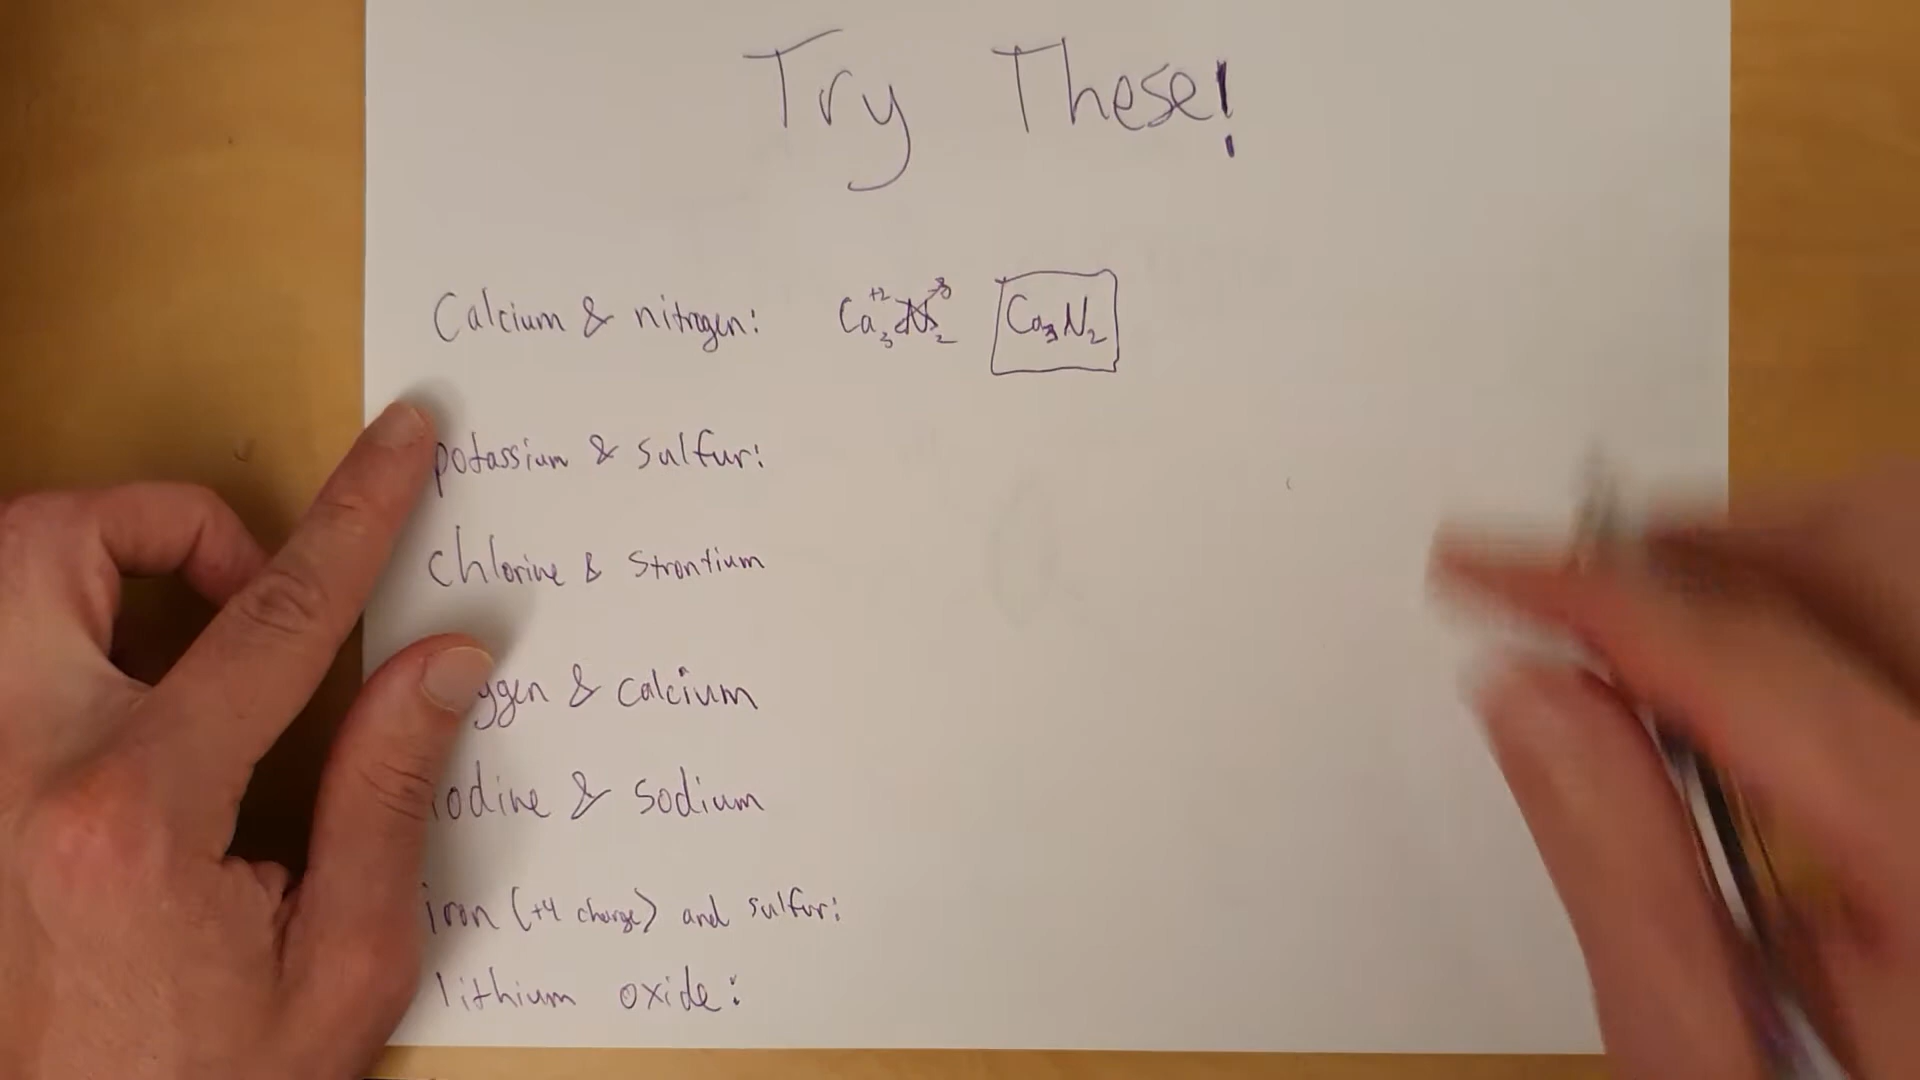 Try These!
Calcium & nitrogen: Ca₃⁺²N₂⁻³ Ca₃N₂
potassium & sulfur:
Chlorine & Strontium
ygen & calcium
iodine & sodium
iron (+4 charge) and sulfur:
lithium oxide: